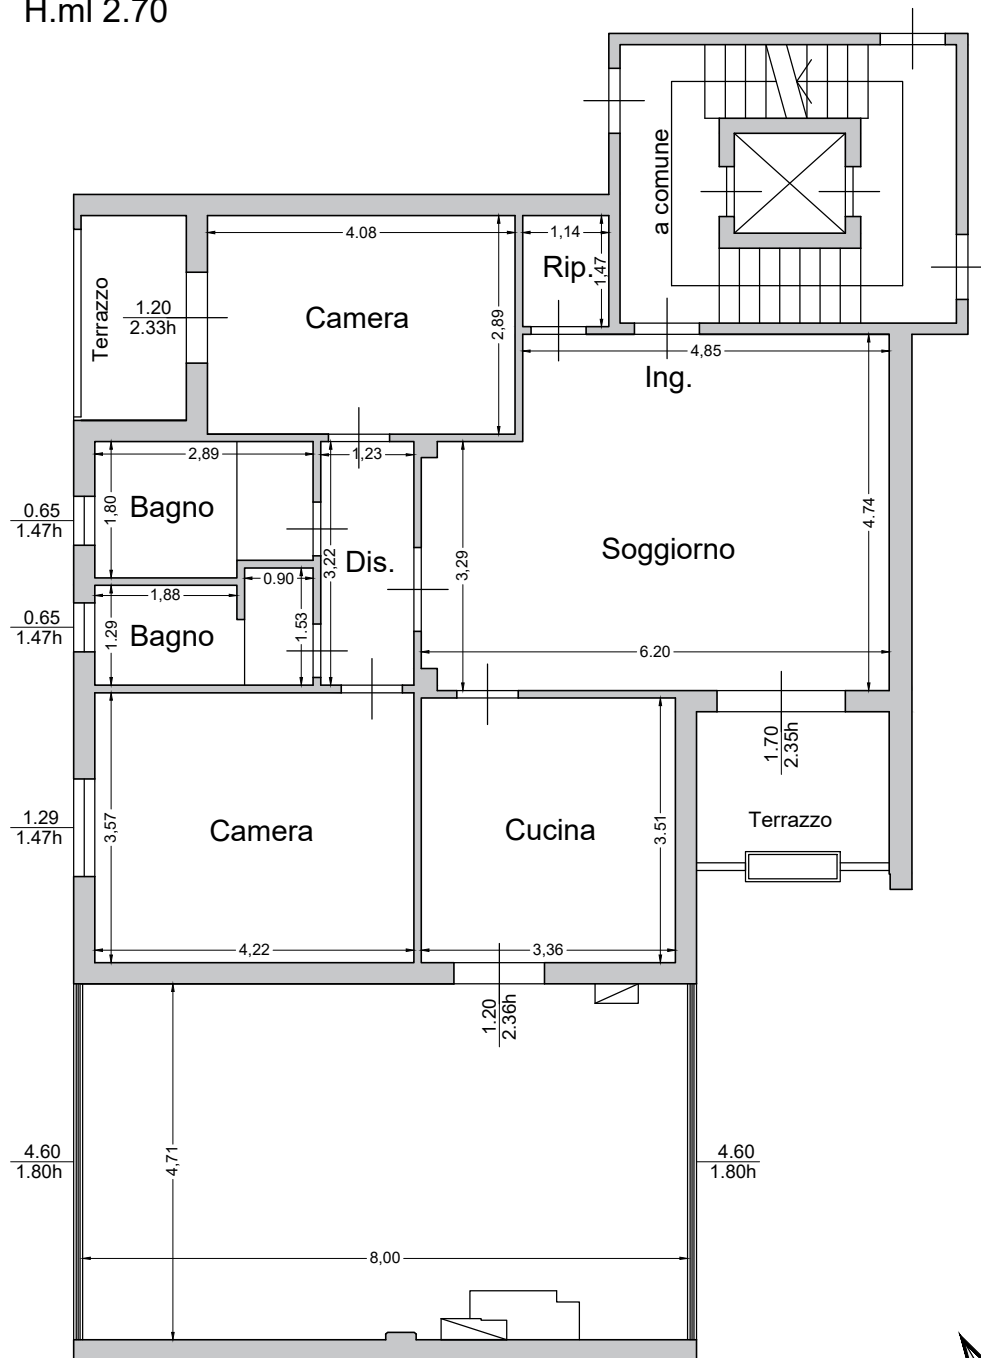 H.ml 2.70
a comune
4.08
1,14
Rip.
1,47
Terrazzo
1.20
2.33h
Camera
2,89
4,85
Ing.
2,89
1,23
0.65
1.47h
1,80
Bagno
3,22
Dis.
3,29
Soggiorno
4.74
0.90
1,88
0.65
1.47h
1.29
Bagno
1.53
6.20
1.70
2.35h
1.29
1.47h
3,57
Camera
Cucina
3.51
Terrazzo
4,22
3,36
1.20
2.36h
4.60
1.80h
4,71
4.60
1.80h
8,00